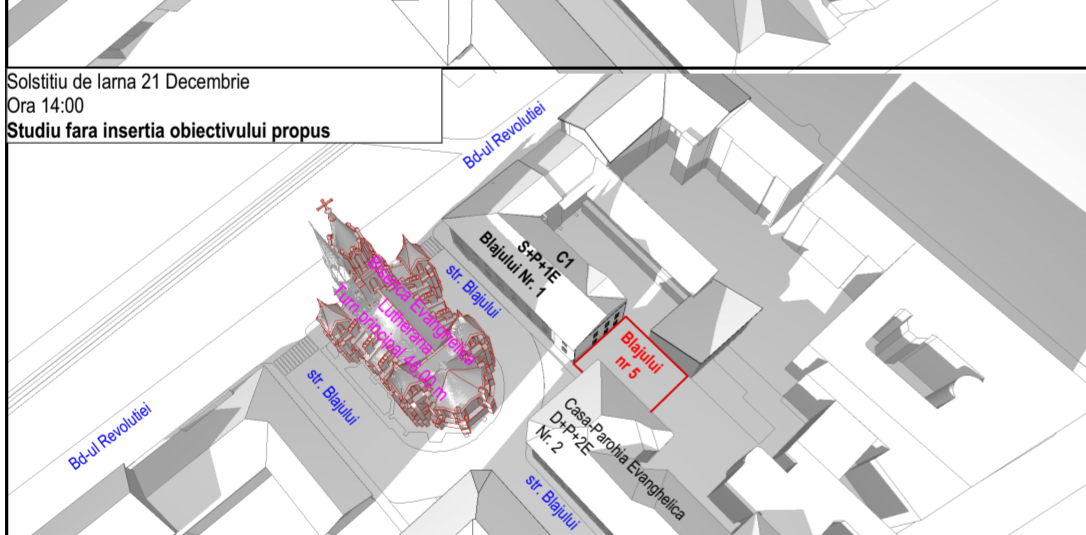 Solstitiu de Iarna 21 Decembrie
Ora 14:00
Studiu fara insertia obiectivului propus
Bd-ul Revolutiei
C1
S+P+1E
Blajului Nr. 1
str. Blajului
Biserica Evanghelica
Lutherana
Turn principal 46,00 m
Blajului
nr 5
str. Blajului
Bd-ul Revolutiei
Casa-Parohia Evanghelica
D+P+2E
Nr. 2
str. Blajului